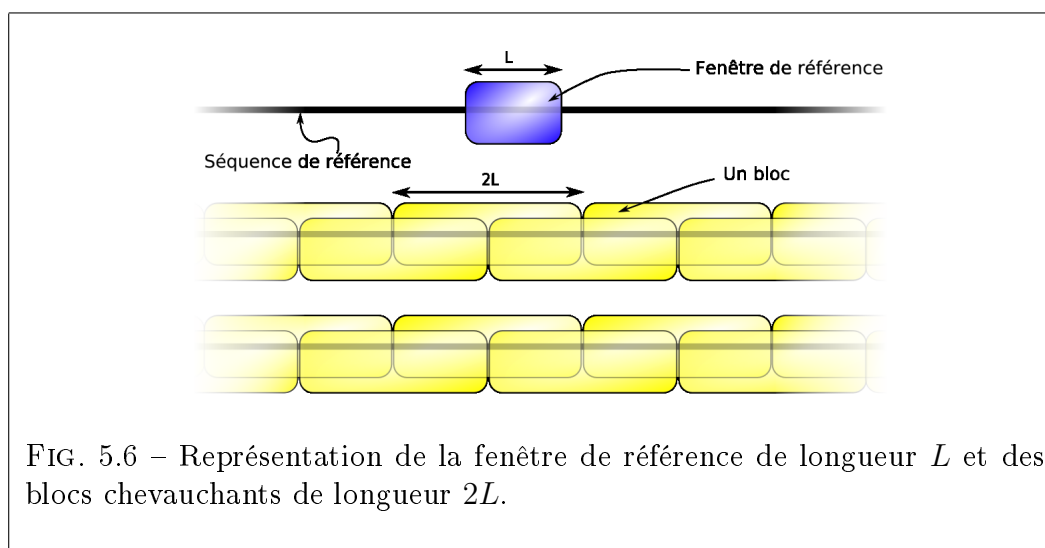 L
Fenêtre de référence
Séquence de référence
2L
Un bloc
FIG. 5.6 – Représentation de la fenêtre de référence de longueur L et des
blocs chevauchants de longueur 2L.